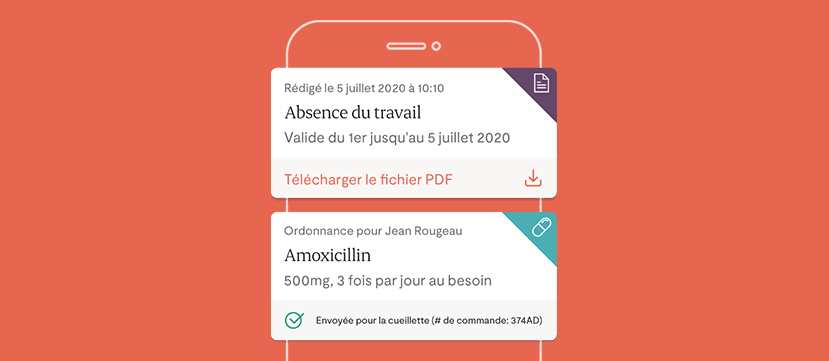 Rédigé le 5 juillet 2020 à 10:10
Absence du travail
Valide du 1er jusqu'au 5 juillet 2020
Télécharger le fichier PDF
Ordonnance pour Jean Rougeau
Amoxicillin
500mg, 3 fois par jour au besoin
Envoyée pour la cueillette (# de commande: 374AD)